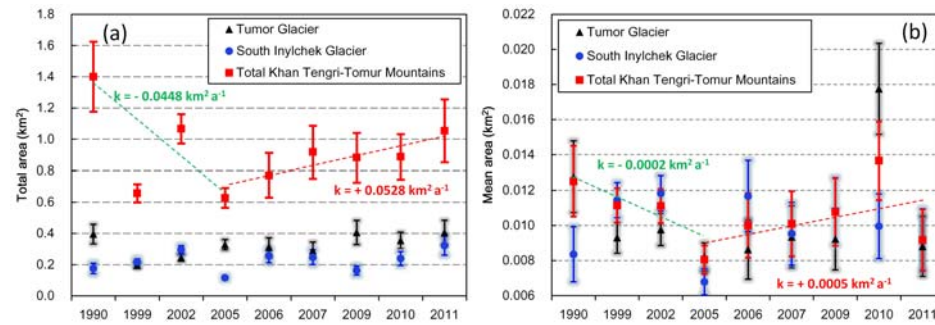 (a)
Tumor Glacier
South Inylchek Glacier
Total Khan Tengri-Tomur Mountains
k = - 0.0448 km² a⁻¹
k = + 0.0528 km² a⁻¹
Total area (km²)
1.8
1.6
1.4
1.2
1.0
0.8
0.6
0.4
0.2
0.0
1990 1999 2002 2005 2006 2007 2009 2010 2011
(b)
Tumor Glacier
South Inylchek Glacier
Total Khan Tengri-Tomur Mountains
k = - 0.0002 km² a⁻¹
k = + 0.0005 km² a⁻¹
Mean area (km²)
0.022
0.020
0.018
0.016
0.014
0.012
0.010
0.008
0.006
1990 1999 2002 2005 2006 2007 2009 2010 2011